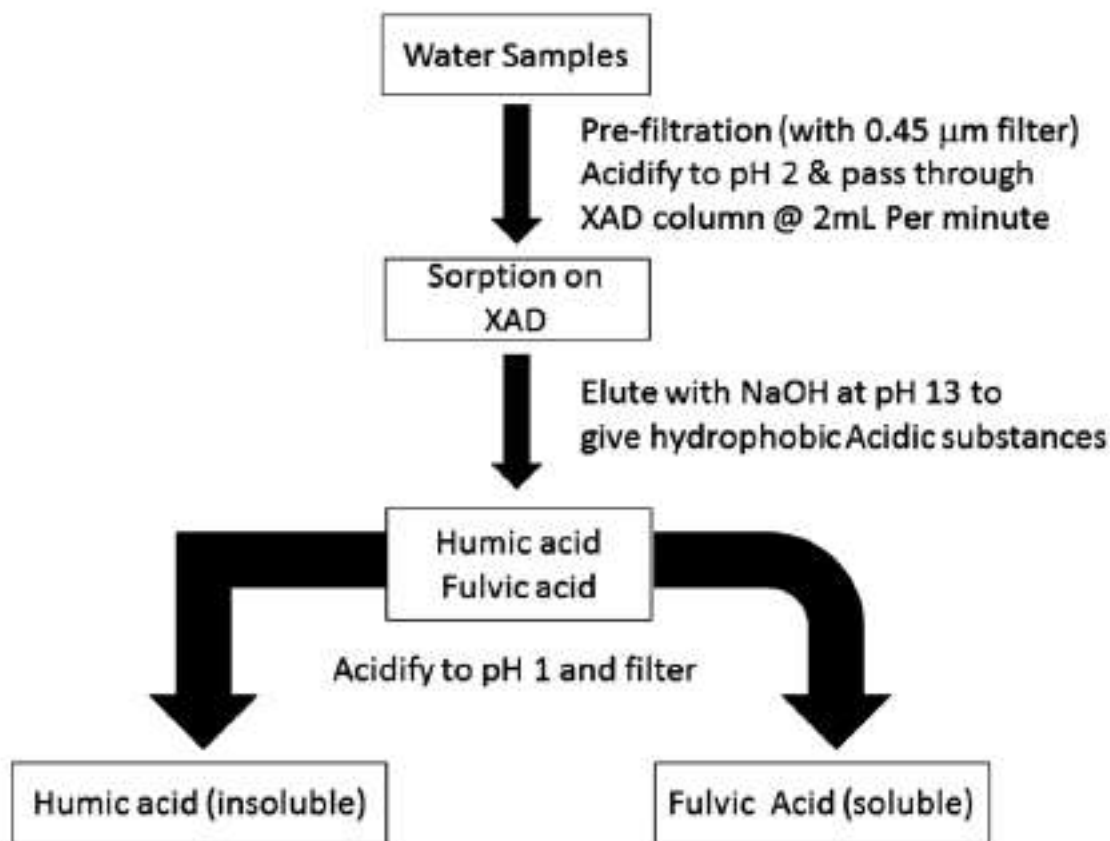 Water Samples
Pre-filtration (with 0.45 μm filter)
Acidify to pH 2 & pass through
XAD column @ 2mL Per minute
Sorption on
XAD
Elute with NaOH at pH 13 to
give hydrophobic Acidic substances
Humic acid
Fulvic acid
Acidify to pH 1 and filter
Humic acid (insoluble)
Fulvic Acid (soluble)